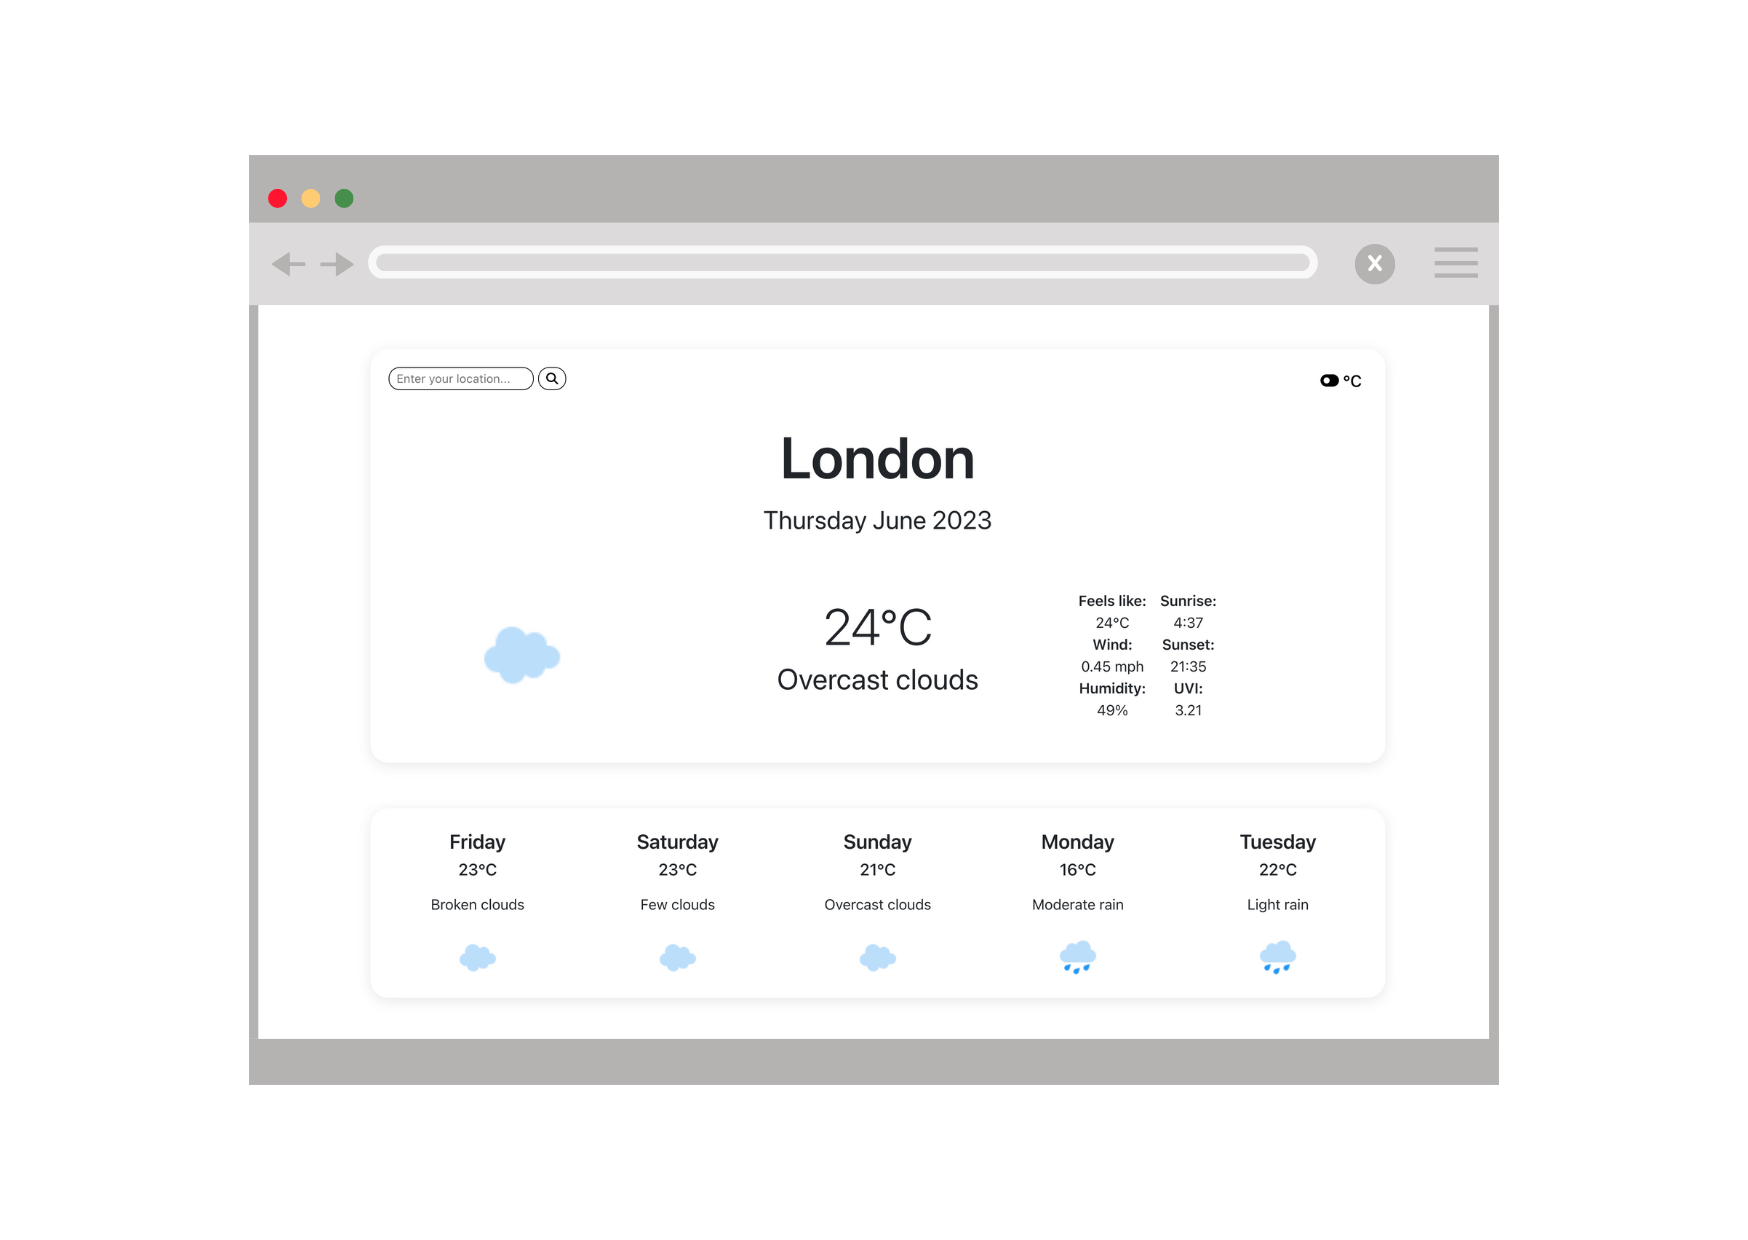 X
Enter your location...
°C
London
Thursday June 2023
24°C
Overcast clouds
Feels like: Sunrise:
24°C 4:37
Wind: Sunset:
0.45 mph 21:35
Humidity: UVI:
49% 3.21
Friday Saturday Sunday Monday Tuesday
23°C 23°C 21°C 16°C 22°C
Broken clouds Few clouds Overcast clouds Moderate rain Light rain